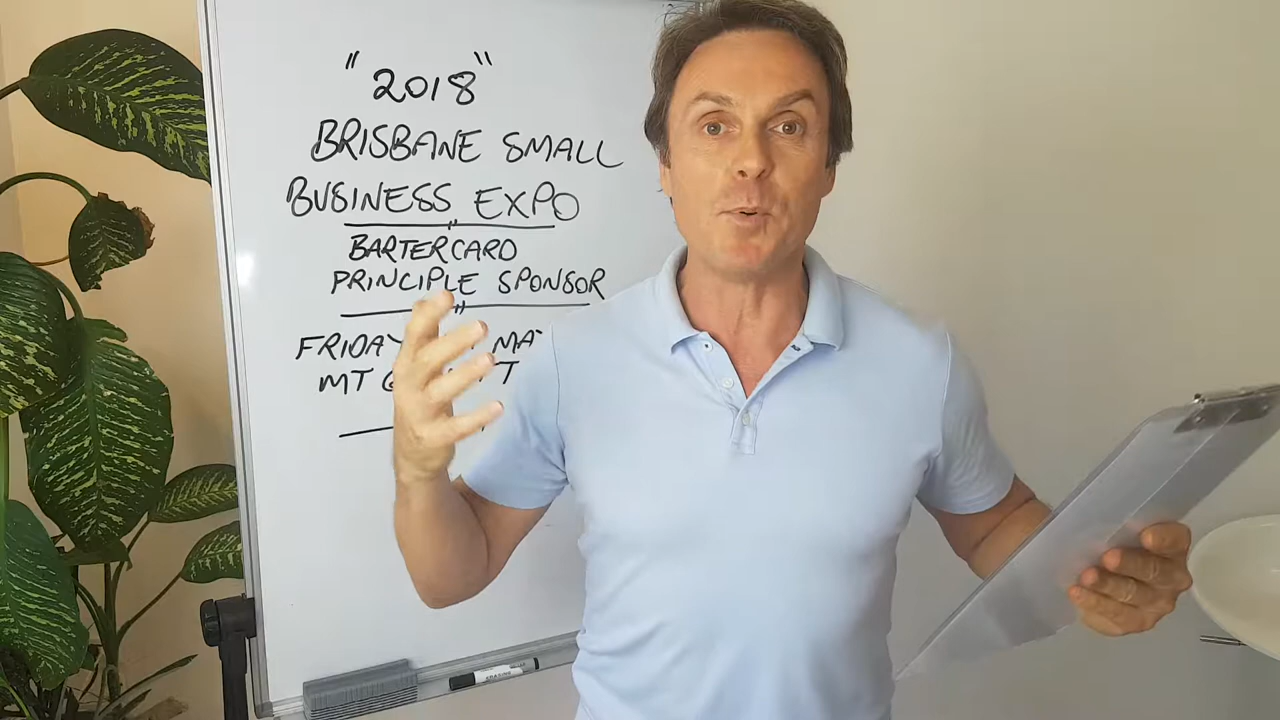 "2018"
BRISBANE SMALL
BUSINESS EXPO
BARTERCARD
PRINCIPLE SPONSOR
FRIDAY
MT